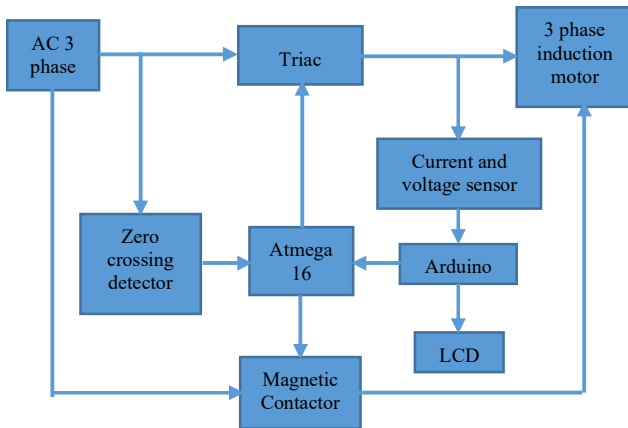 AC 3
phase
Triac
3 phase
induction
motor
Current and
voltage sensor
Zero
crossing
detector
Atmega
16
Arduino
LCD
Magnetic
Contactor